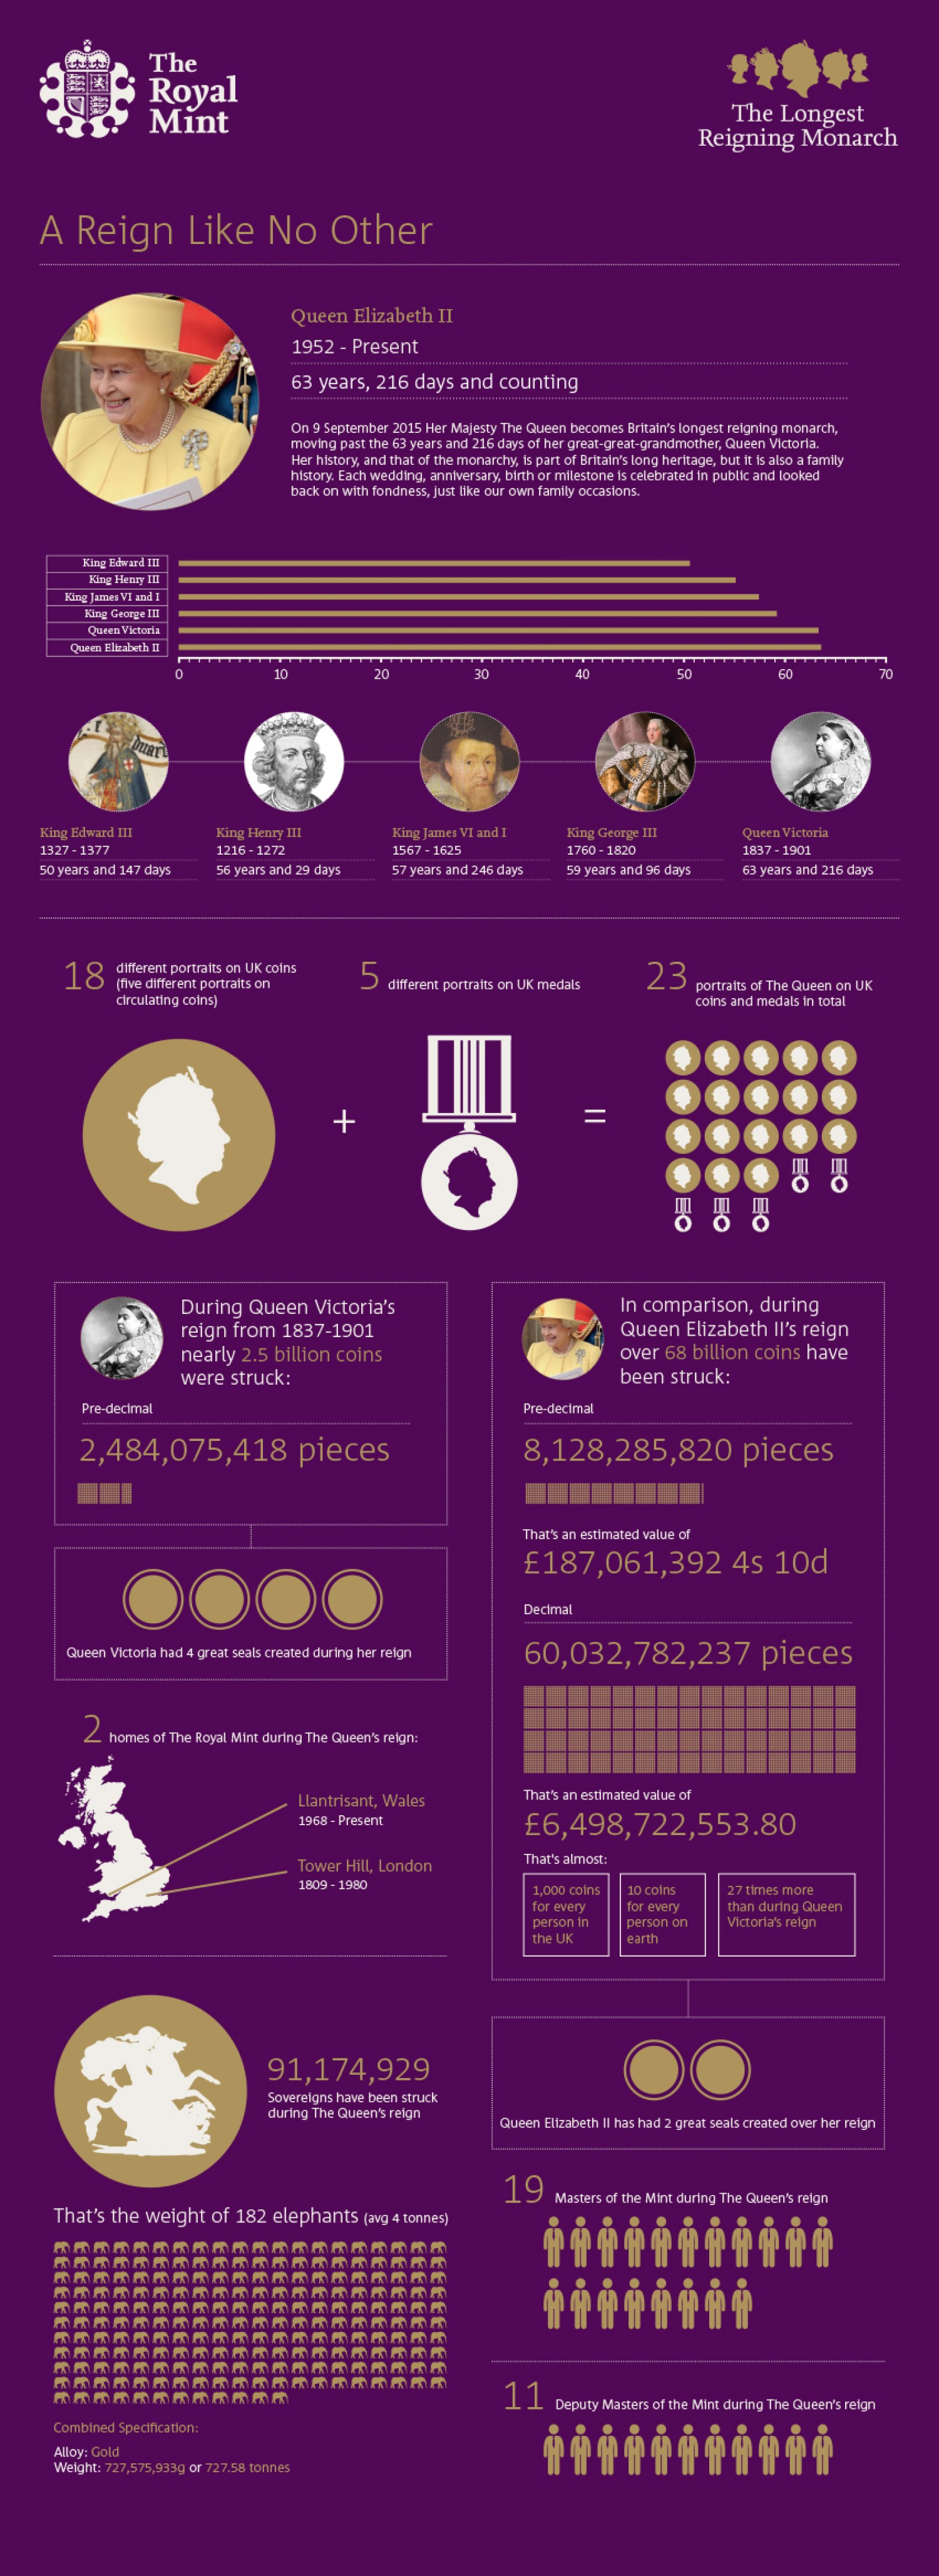 The
Royal
Mint
The Longest
Reigning Monarch
A Reign Like No Other
Queen Elizabeth II
1952 - Present
63 years, 216 days and counting
On 9 September 2015 Her Majesty The Queen becomes Britain's longest reigning monarch,
moving past the 63 years and 216 days of her great-great-grandmother, Queen Victoria.
Her history, and that of the monarchy, is part of Britain's long heritage, but it is also a family
history. Each wedding, anniversary, birth or milestone is celebrated in public and looked
back on with fondness, just like our own family occasions.
King Edward III
King Henry III
King James VI and I
King George III
Queen Victoria
Queen Elizabeth II
0 10 20 30 40 50 60 70
King Edward III
1327 - 1377
50 years and 147 days
King Henry III
1216 - 1272
56 years and 29 days
King James VI and I
1567 - 1625
57 years and 246 days
King George III
1760 - 1820
59 years and 96 days
Queen Victoria
1837 - 1901
63 years and 216 days
18 different portraits on UK coins
(five different portraits on
circulating coins)
5 different portraits on UK medals
23 portraits of The Queen on UK
coins and medals in total
+
=
During Queen Victoria's
reign from 1837-1901
nearly 2.5 billion coins
were struck:
Pre-decimal
2,484,075,418 pieces
Queen Victoria had 4 great seals created during her reign
In comparison, during
Queen Elizabeth II's reign
over 68 billion coins have
been struck:
Pre-decimal
8,128,285,820 pieces
That's an estimated value of
£187,061,392 4s 10d
Decimal
60,032,782,237 pieces
That's an estimated value of
£6,498,722,553.80
That's almost:
1,000 coins
for every
person in
the UK
10 coins
for every
person on
earth
27 times more
than during Queen
Victoria's reign
Queen Elizabeth II has had 2 great seals created over her reign
2 homes of The Royal Mint during The Queen's reign:
Llantrisant, Wales
1968 - Present
Tower Hill, London
1809 - 1980
91,174,929
Sovereigns have been struck
during The Queen's reign
That's the weight of 182 elephants (avg 4 tonnes)
Combined Specification:
Alloy: Gold
Weight: 727,575,933g or 727.58 tonnes
19 Masters of the Mint during The Queen's reign
11 Deputy Masters of the Mint during The Queen's reign